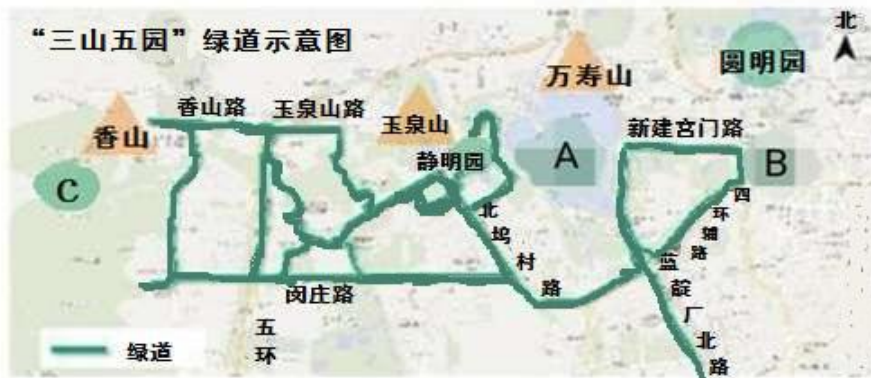 “三山五园”绿道示意图
北
万寿山
圆明园
香山路
玉泉山路
玉泉山
香山
新建宫门路
静明园
A
B
C
四环辅路
北坞村路
蓝靛厂北路
闵庄路
五环
绿道